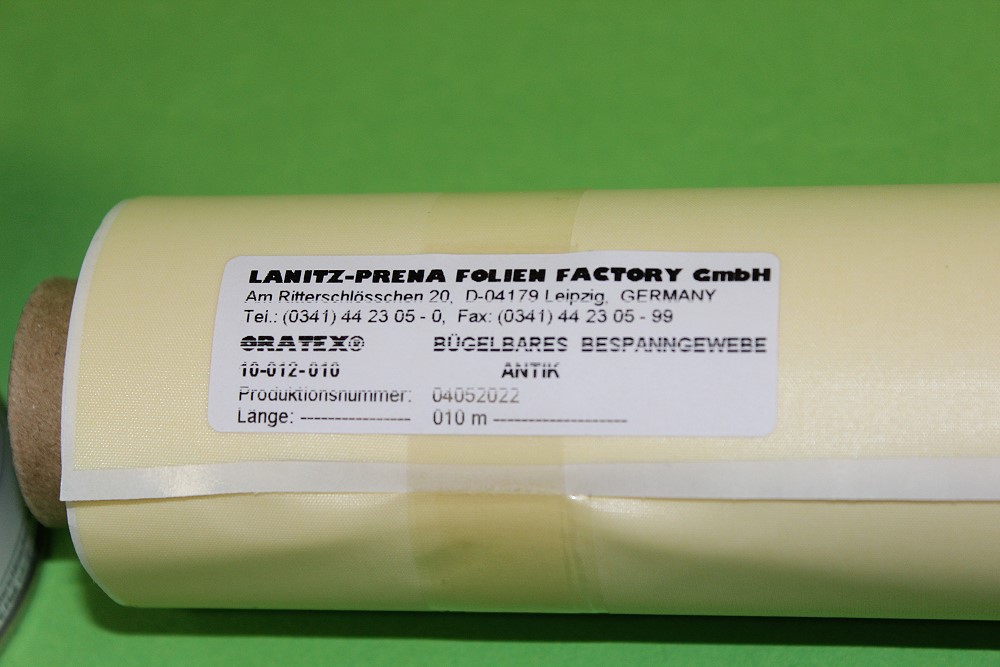 LANITZ-PRENA FOLIEN FACTORY GmbH
Am Ritterschlösschen 20, D-04179 Leipzig, GERMANY
Tel.: (0341) 44 23 05 - 0, Fax: (0341) 44 23 05 - 99
ORATEX® BÜGELBARES BESPANNGEWEBE
10-012-010 ANTIK
Produktionsnummer: 04052022
Länge: ---------------- 010 m -------------------